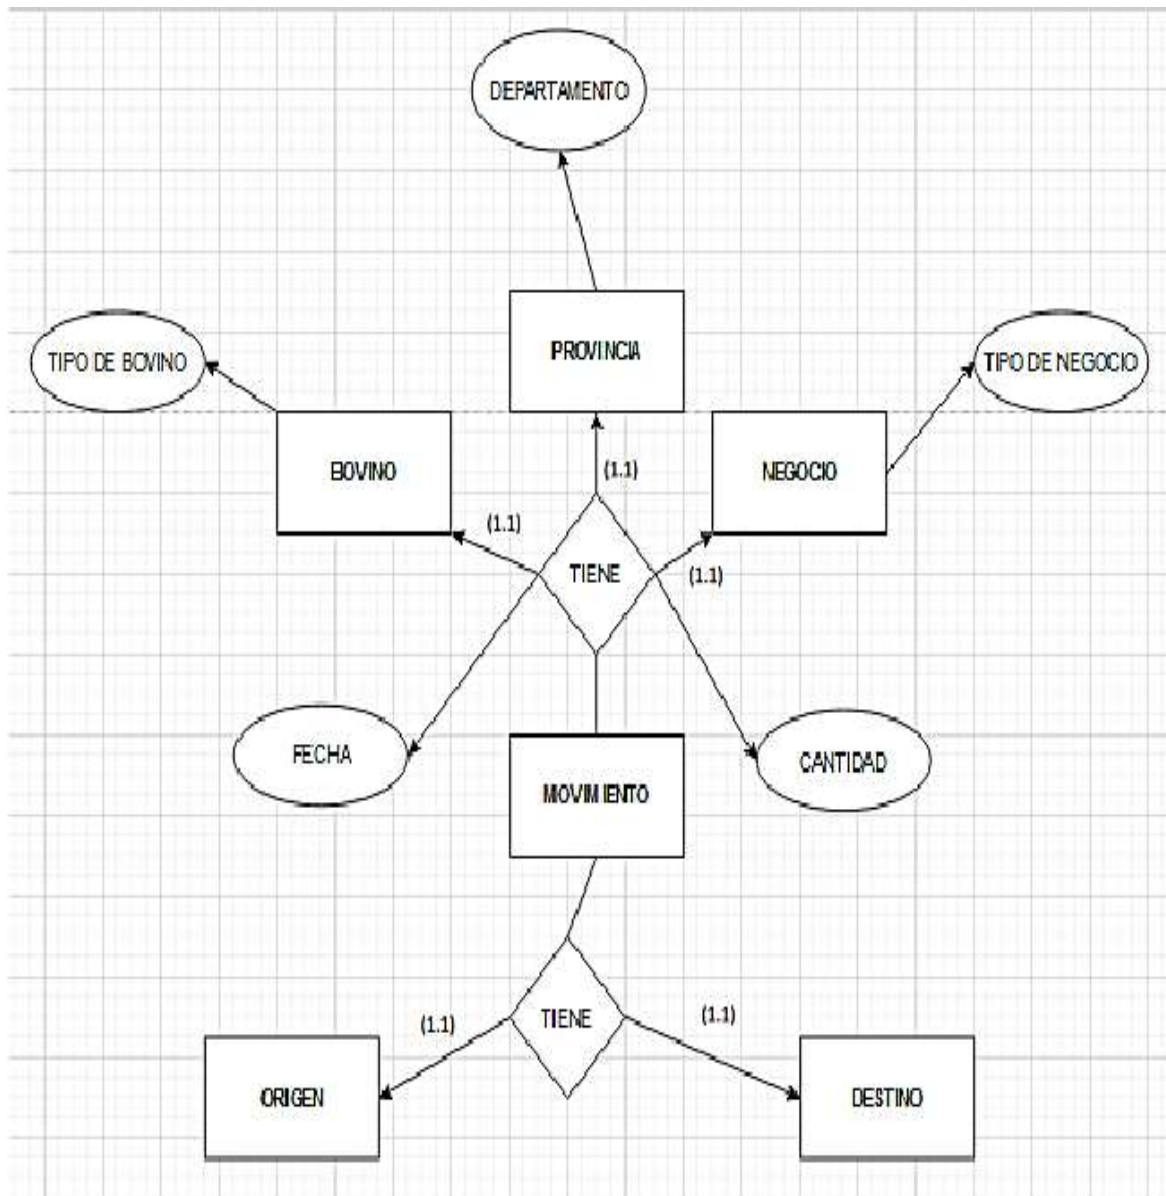 DEPARTAMENTO
PROVINCIA
TIPO DE BOVINO
TIPO DE NEGOCIO
BOVINO
(1.1)
NEGOCIO
(1.1)
TIENE
(1.1)
FECHA
CANTIDAD
MOVIMIENTO
(1.1)
TIENE
(1.1)
ORIGEN
DESTINO